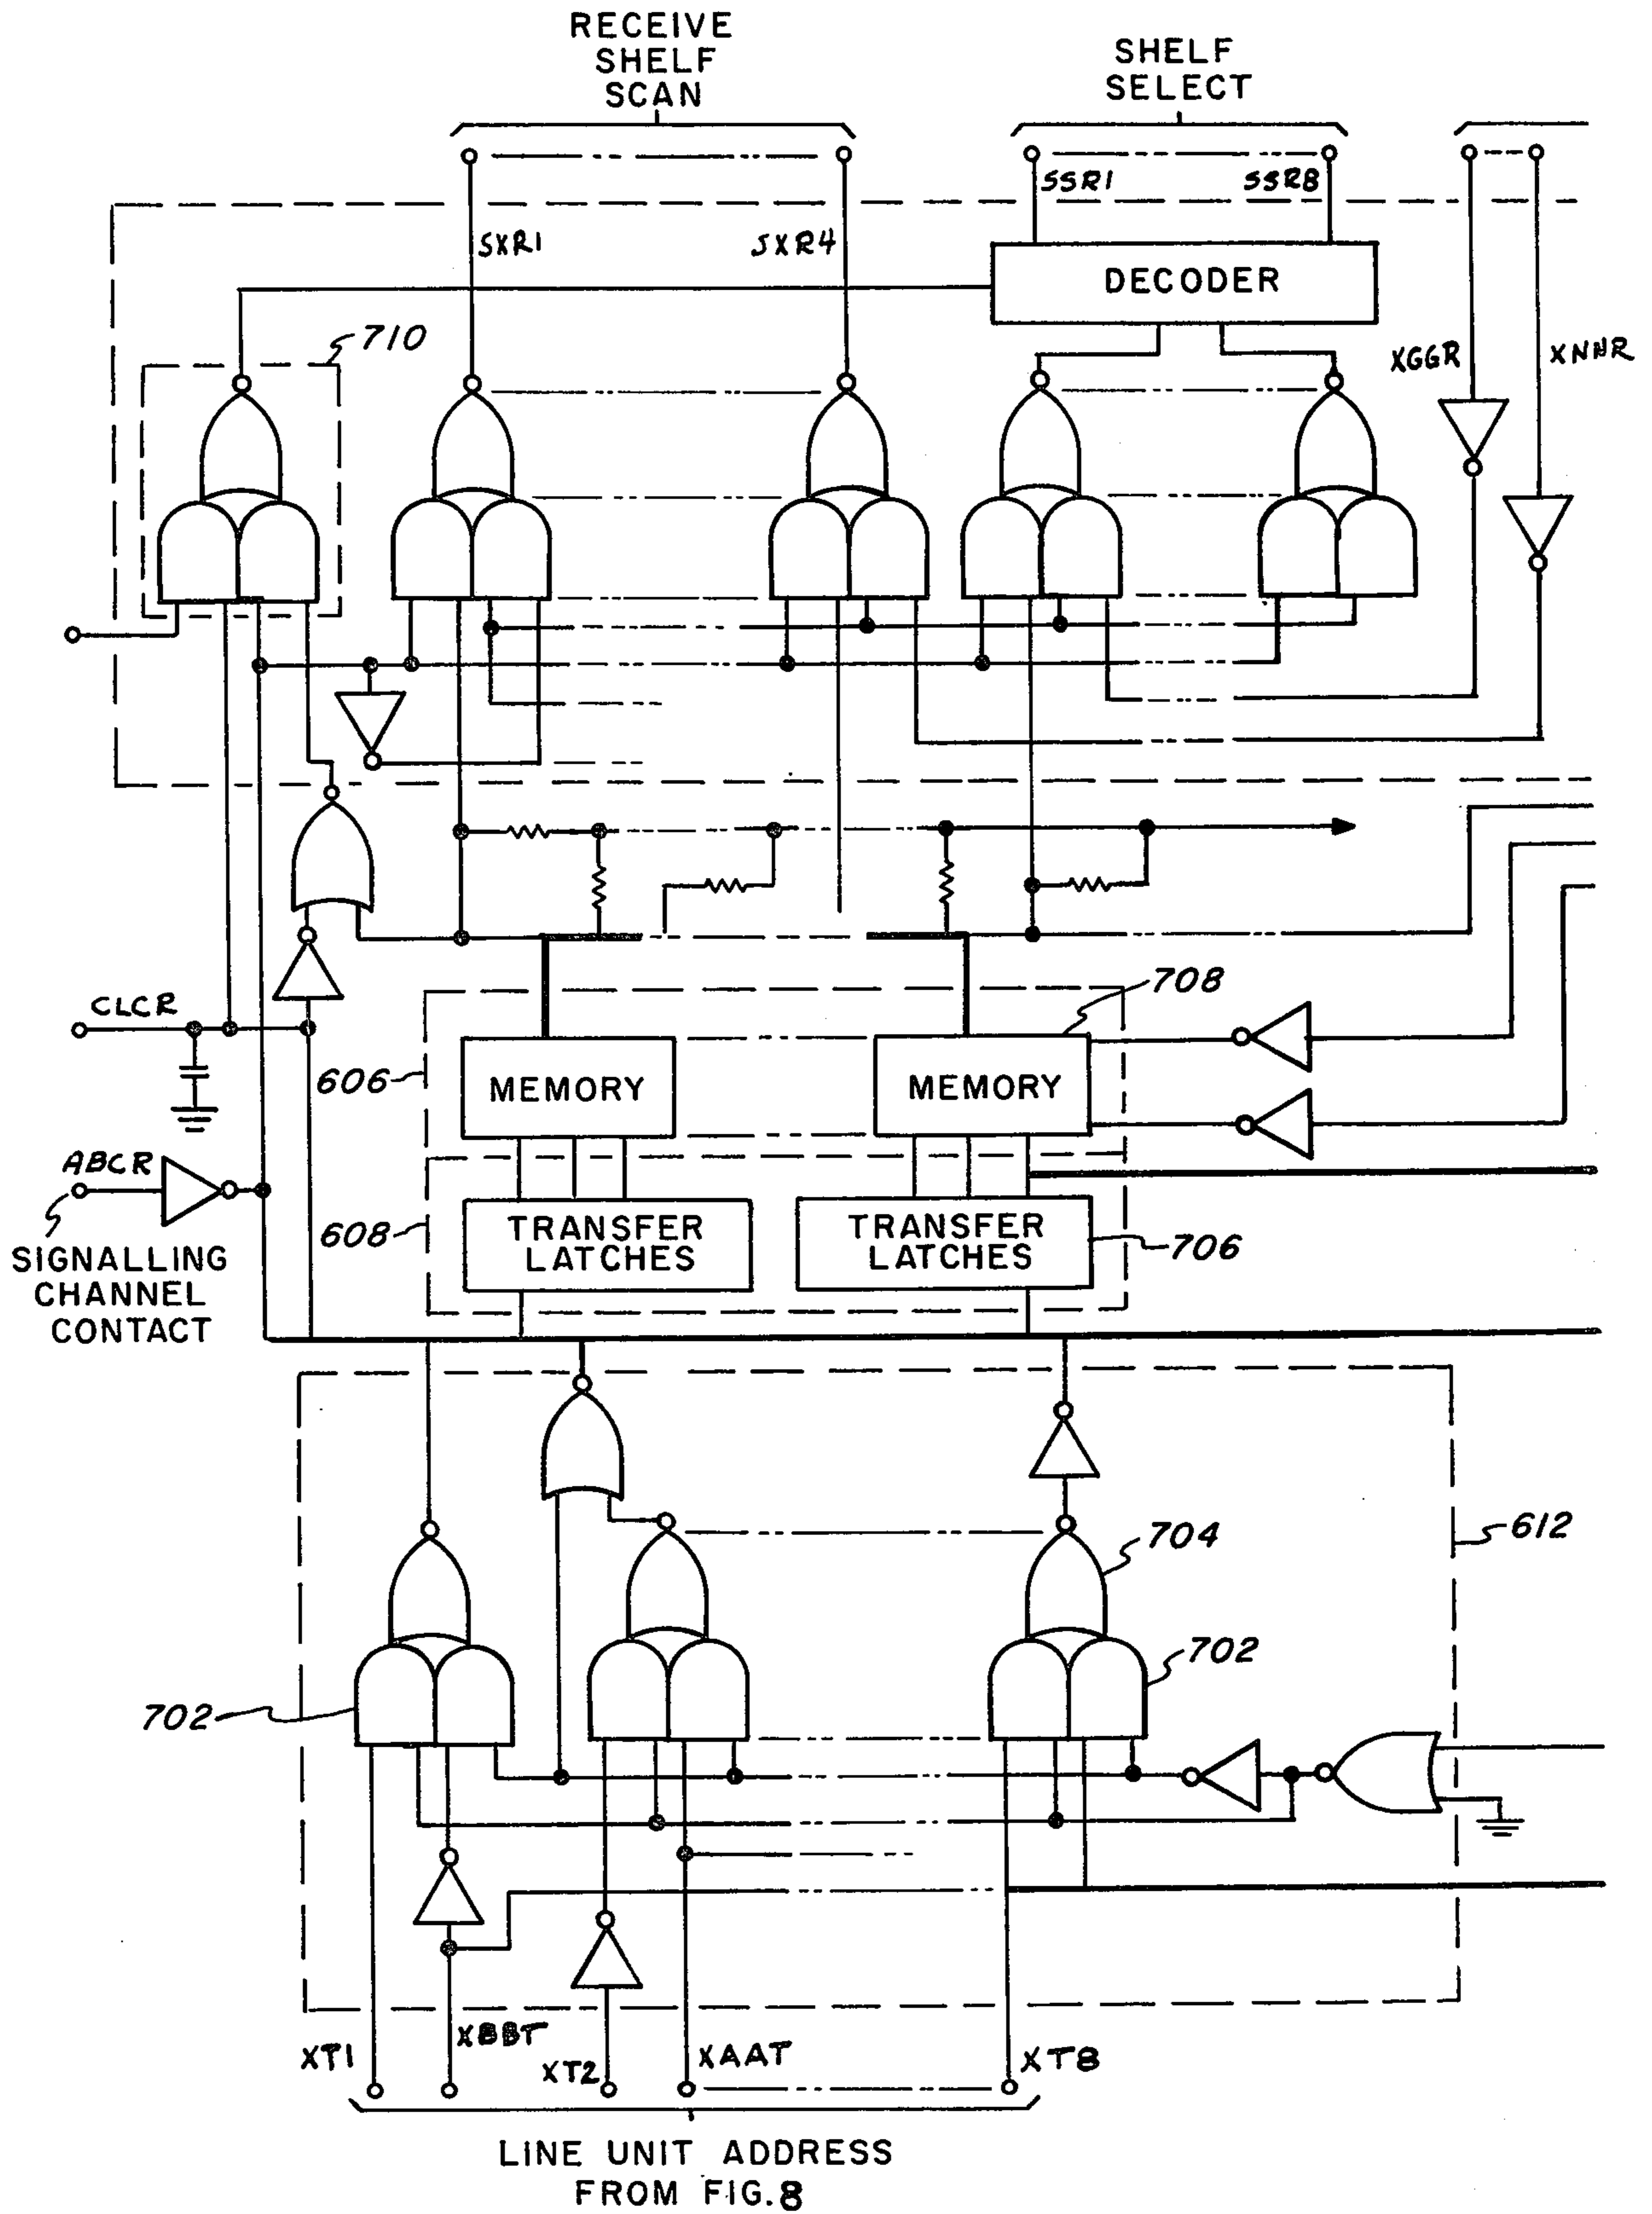 RECEIVE
SHELF
SCAN
SHELF
SELECT
SSR1
SSR8
SXR1
SXR4
DECODER
710
XGGR
XNNR
CLCR
708
606
MEMORY
MEMORY
ABCR
608
TRANSFER
LATCHES
TRANSFER
LATCHES
706
SIGNALLING
CHANNEL
CONTACT
704
612
702
702
XT1
XBBT
XT2
XAAT
XT8
LINE UNIT ADDRESS
FROM FIG.8